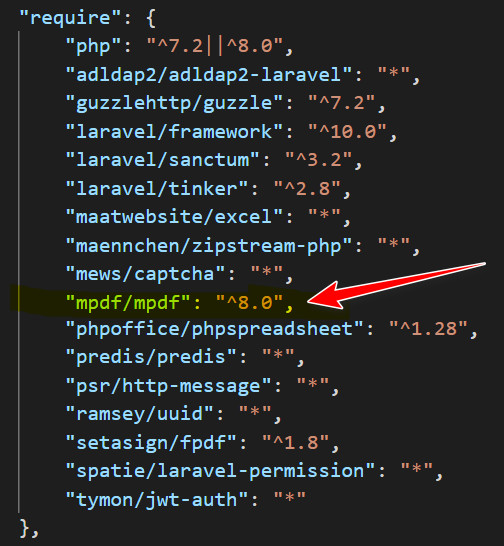 "require": {
"php": "^7.2||^8.0",
"adldap2/adldap2-laravel": "*",
"guzzlehttp/guzzle": "^7.2",
"laravel/framework": "^10.0",
"laravel/sanctum": "^3.2",
"laravel/tinker": "^2.8",
"maatwebsite/excel": "*",
"maennchen/zipstream-php": "*",
"mews/captcha": "*",
"mpdf/mpdf": "^8.0",
"phpoffice/phpspreadsheet": "^1.28",
"predis/predis": "*",
"psr/http-message": "*",
"ramsey/uuid": "*",
"setasign/fpdf": "^1.8",
"spatie/laravel-permission": "*",
"tymon/jwt-auth": "*"
},